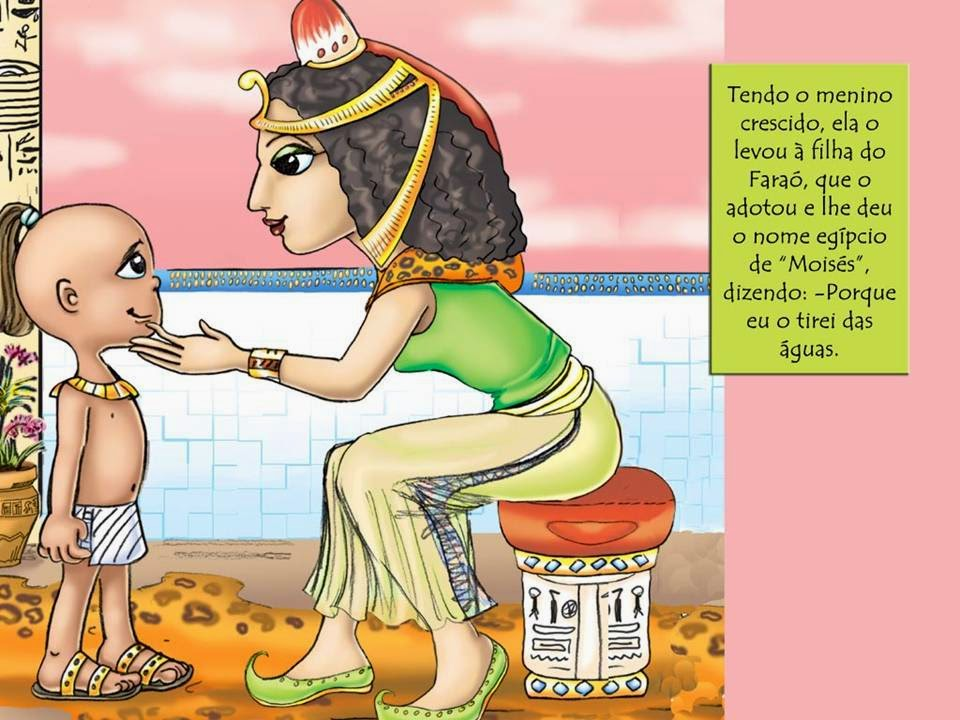 Tendo o menino
crescido, ela o
levou à filha do
Faraó, que o
adotou e lhe deu
o nome egípcio
de “Moisés”,
dizendo: -Porque
eu o tirei das
águas.